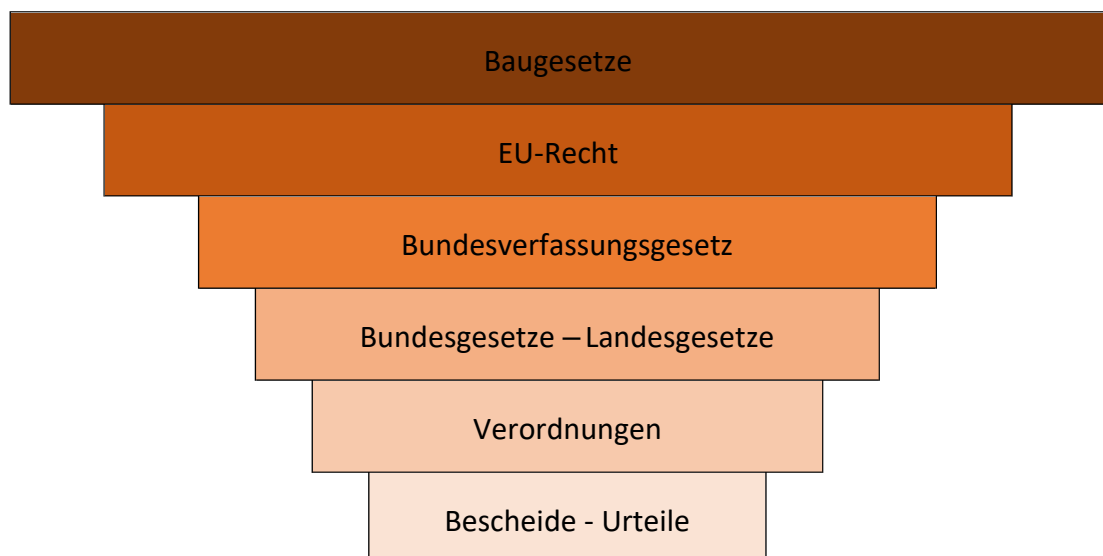 Baugesetze
EU-Recht
Bundesverfassungsgesetz
Bundesgesetze – Landesgesetze
Verordnungen
Bescheide - Urteile